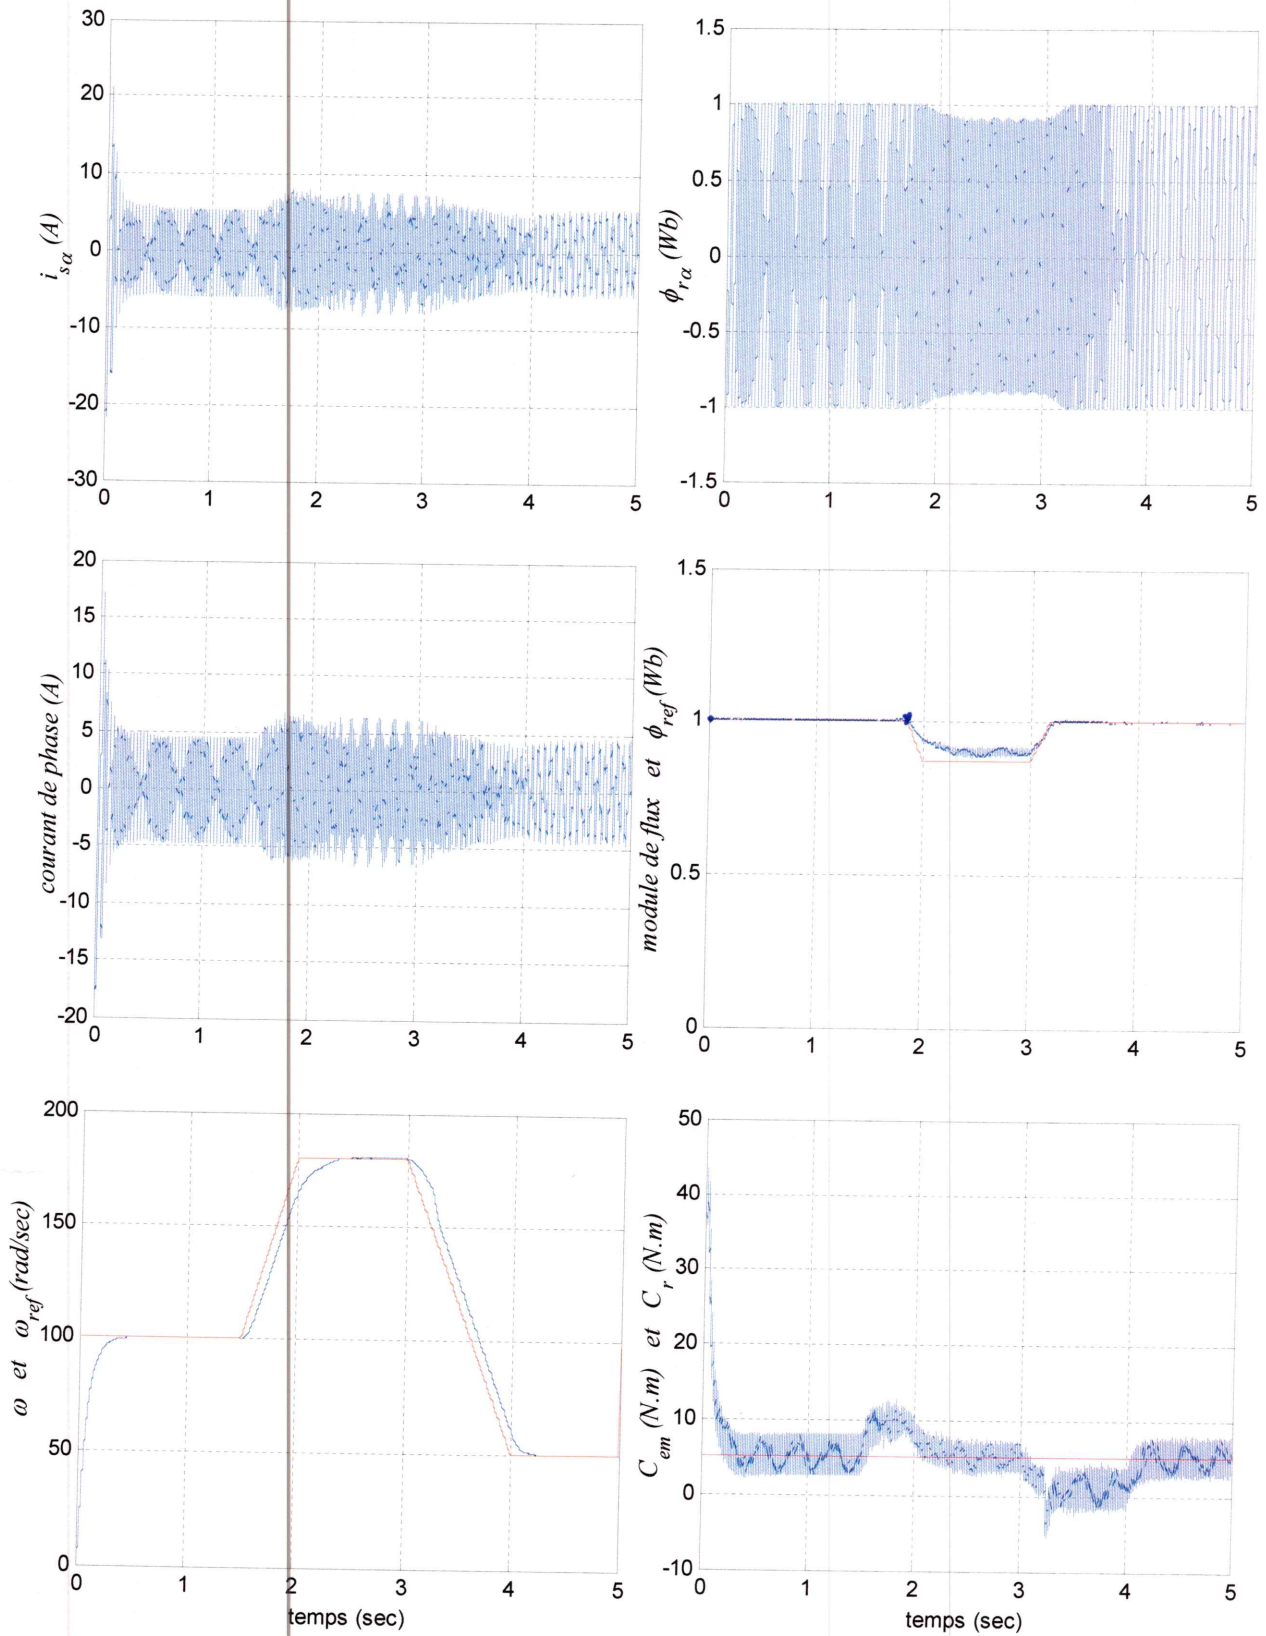 30
20
10
0
-10
-20
-30
i_sα (A)
0 1 2 3 4 5
1.5
1
0.5
0
-0.5
-1
-1.5
ϕ_rα (Wb)
0 1 2 3 4 5
20
15
10
5
0
-5
-10
-15
-20
courant de phase (A)
0 1 2 3 4 5
1.5
1
0.5
0
module de flux et ϕ_ref (Wb)
0 1 2 3 4 5
200
150
100
50
0
ω et ω_ref (rad/sec)
0 1 2 3 4 5
temps (sec)
50
40
30
20
10
0
-10
C_em (N.m) et C_r (N.m)
0 1 2 3 4 5
temps (sec)